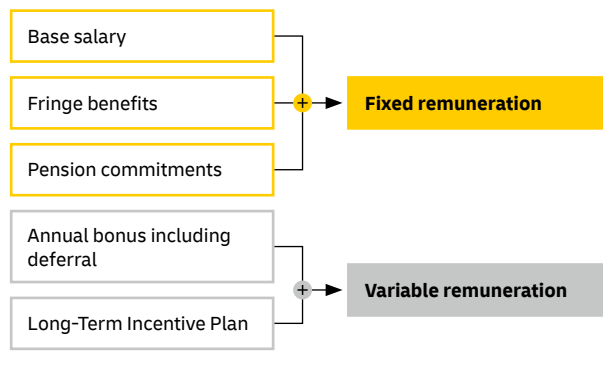 Base salary
Fringe benefits
+
Fixed remuneration
Pension commitments
Annual bonus including
deferral
+
Variable remuneration
Long-Term Incentive Plan